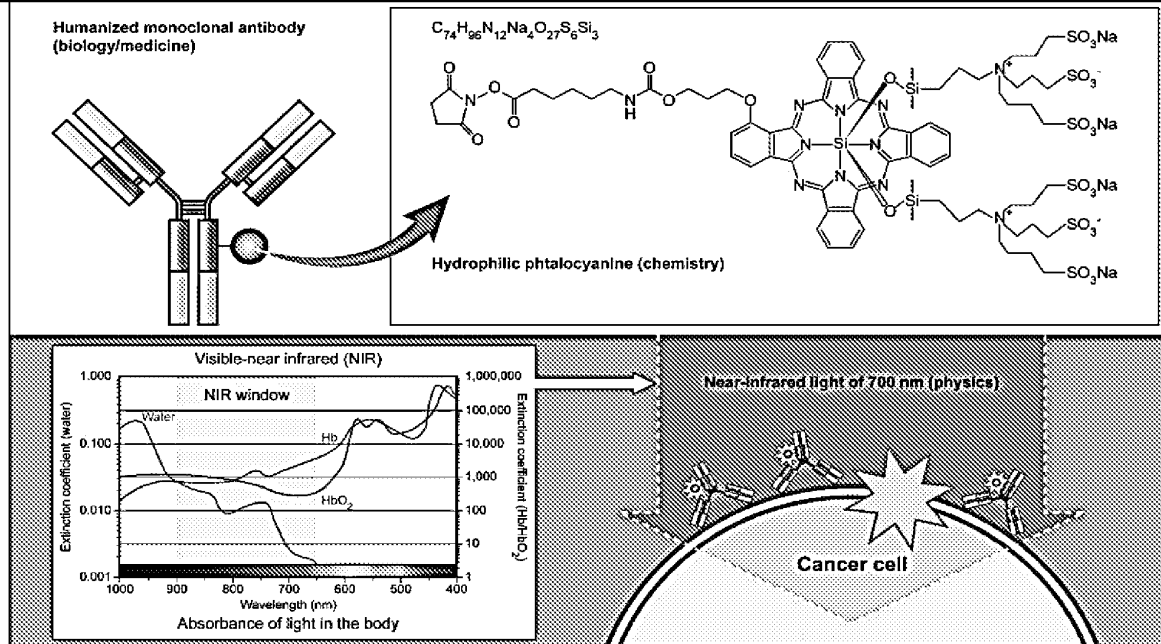 Humanized monoclonal antibody
(biology/medicine)
C74H96N12Na4O27S6Si3
SO3Na
SO3-
SO3Na
N+
Si
O
O
N
O
O
O
O
N
H
O
O
O
N
N
N
N
Si
N
N
N
N
N
O
Si
N+
SO3Na
SO3-
SO3Na
Hydrophilic phtalocyanine (chemistry)
Visible-near infrared (NIR)
NIR window
Water
Hb
HbO2
Extinction coefficient (water)
1.000
0.100
0.010
0.001
Extinction coefficient (Hb/HbO2)
1,000,000
100,000
10,000
1,000
100
10
1
1000 900 800 700 600 500 400
Wavelength (nm)
Absorbance of light in the body
Near-infrared light of 700 nm (physics)
Cancer cell